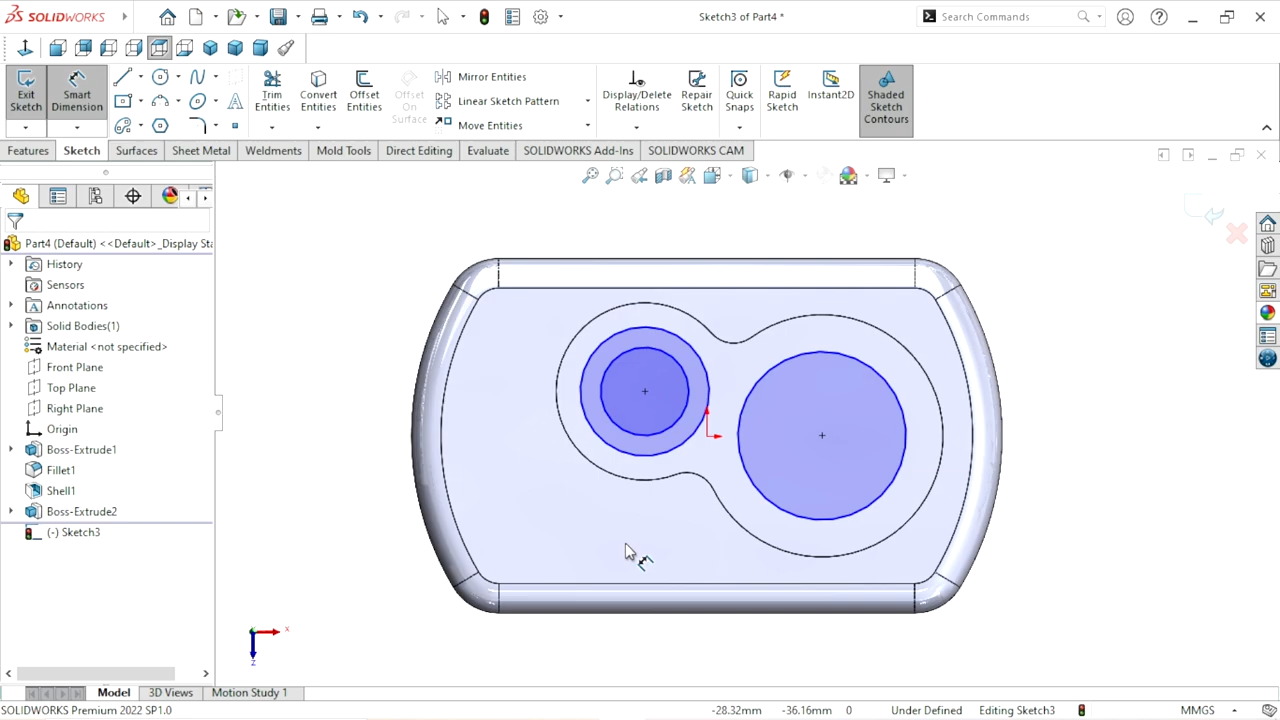 SOLIDWORKS
Sketch3 of Part4 *
Search Commands
Exit Sketch
Smart Dimension
Trim Entities
Convert Entities
Offset Entities
Offset On Surface
Mirror Entities
Linear Sketch Pattern
Move Entities
Display/Delete Relations
Repair Sketch
Quick Snaps
Rapid Sketch
Instant2D
Shaded Sketch Contours
Features
Sketch
Surfaces
Sheet Metal
Weldments
Mold Tools
Direct Editing
Evaluate
SOLIDWORKS Add-Ins
SOLIDWORKS CAM
Part4 (Default) <<Default>_Display Sta
History
Sensors
Annotations
Solid Bodies(1)
Material <not specified>
Front Plane
Top Plane
Right Plane
Origin
Boss-Extrude1
Fillet1
Shell1
Boss-Extrude2
(-) Sketch3
X
Y
Z
Model
3D Views
Motion Study 1
SOLIDWORKS Premium 2022 SP1.0
-28.32mm
-36.16mm
0
Under Defined
Editing Sketch3
MMGS